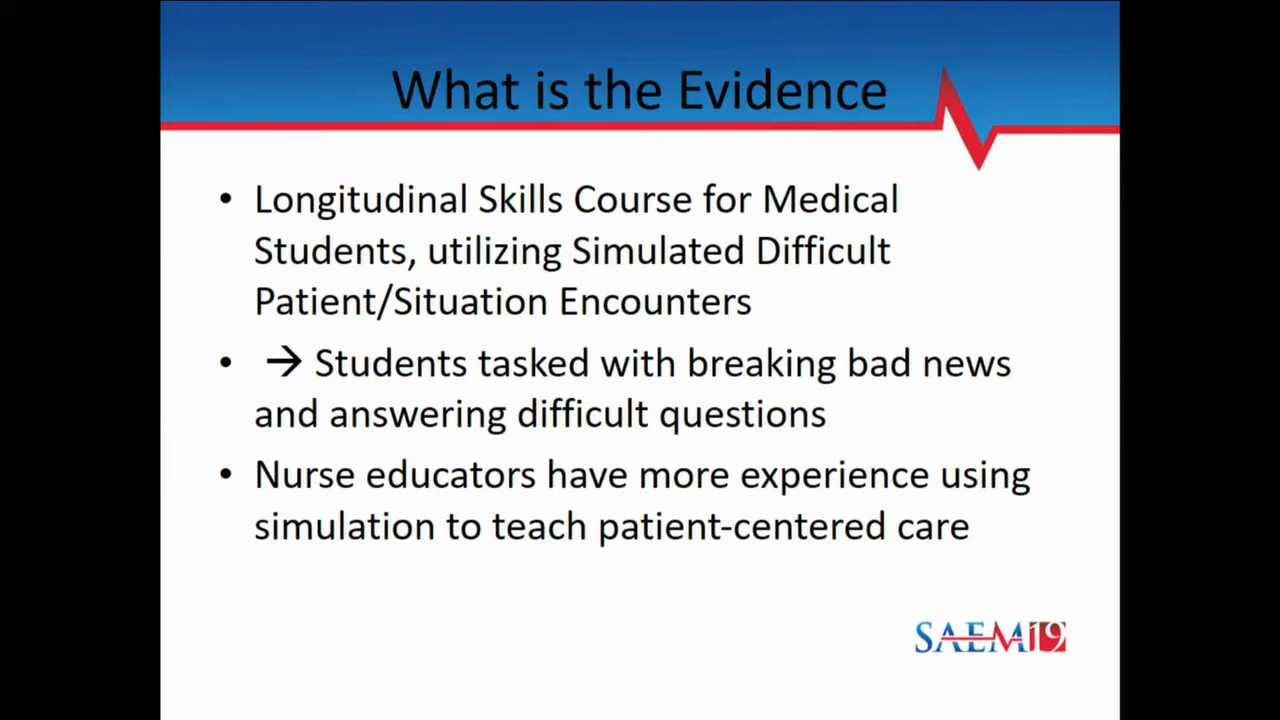 What is the Evidence
• Longitudinal Skills Course for Medical
Students, utilizing Simulated Difficult
Patient/Situation Encounters
• → Students tasked with breaking bad news
and answering difficult questions
• Nurse educators have more experience using
simulation to teach patient-centered care
SAEM19